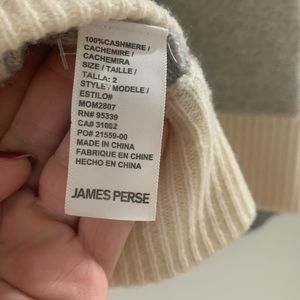 100%CASHMERE /
CACHEMIRE /
CACHEMIRA
SIZE / TAILLE /
TALLA: 2
STYLE / MODELE /
ESTILO#
MOM2807
RN# 95339
CA# 31082
PO# 21559-00
MADE IN CHINA
FABRIQUE EN CHINE
HECHO EN CHINA
JAMES PERSE